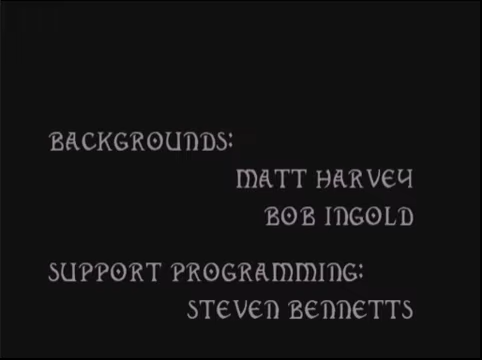 BACKGROUNDS:
MATT HARVEY
BOB INGOLD
SUPPORT PROGRAMMING:
STEVEN BENNETTS